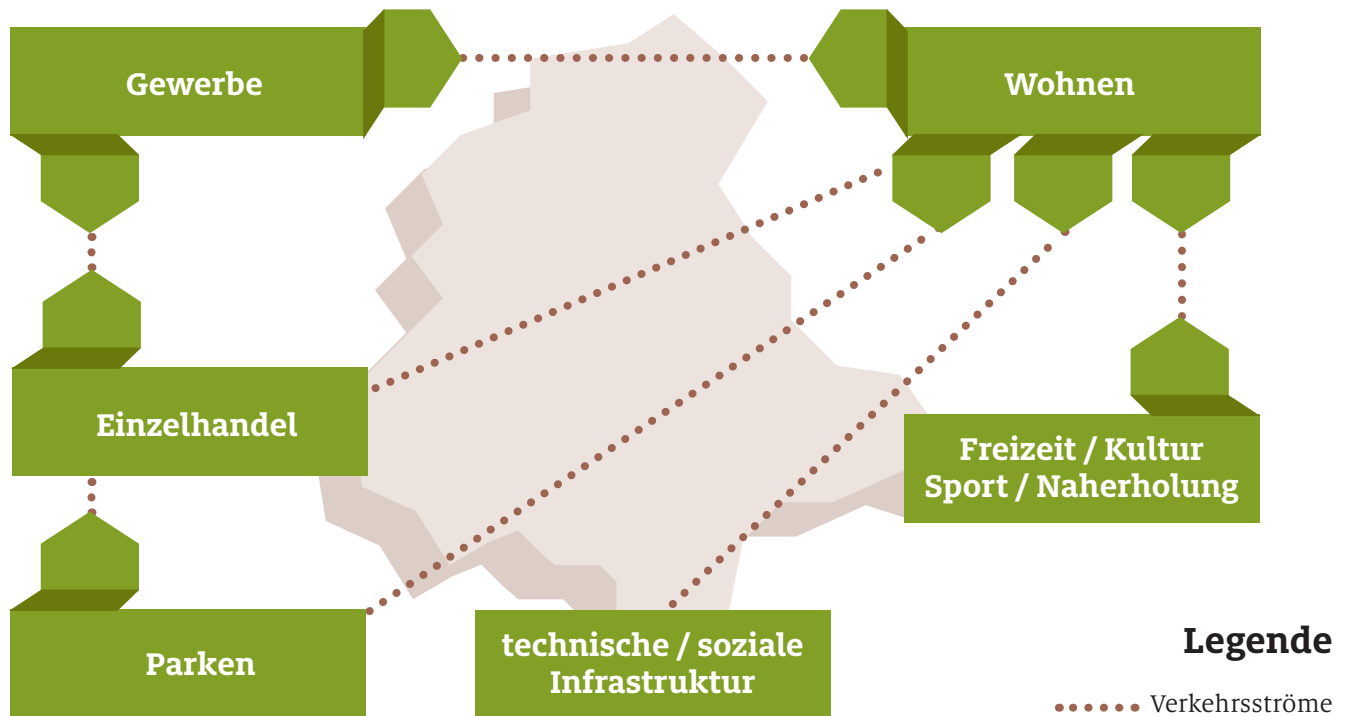 Gewerbe
Wohnen
Einzelhandel
Freizeit / Kultur
Sport / Naherholung
Parken
technische / soziale
Infrastruktur
Legende
Verkehrsströme